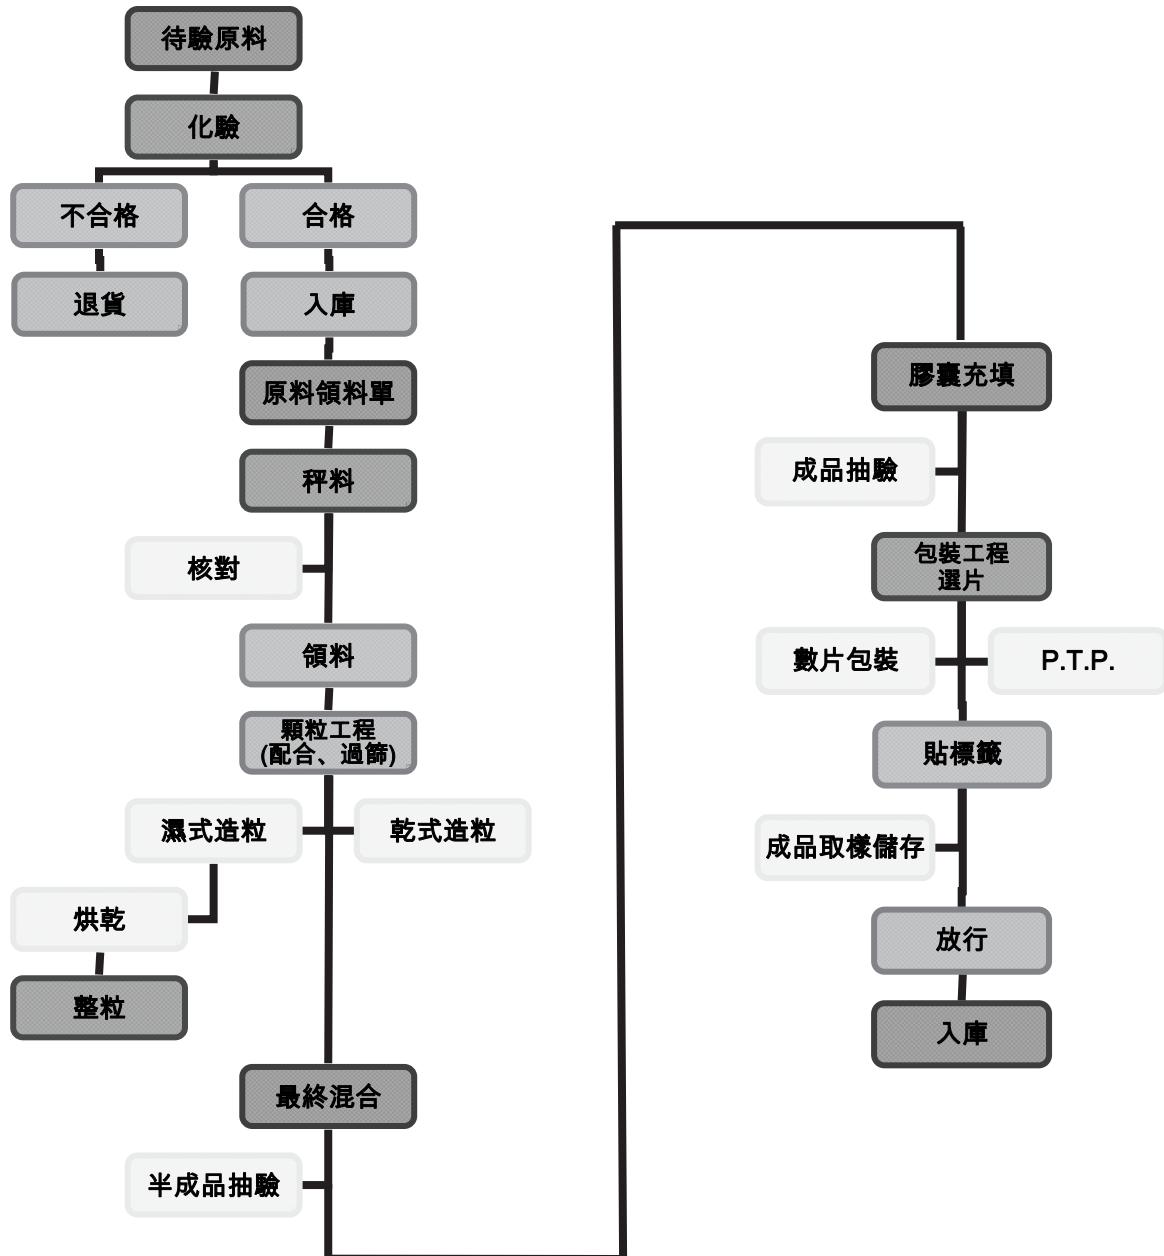 待驗原料
化驗
不合格
合格
退貨
入庫
原料領料單
秤料
核對
領料
顆粒工程
(配合、過篩)
濕式造粒
乾式造粒
烘乾
整粒
最終混合
半成品抽驗
膠囊充填
成品抽驗
包裝工程
選片
數片包裝
P.T.P.
貼標籤
成品取樣儲存
放行
入庫